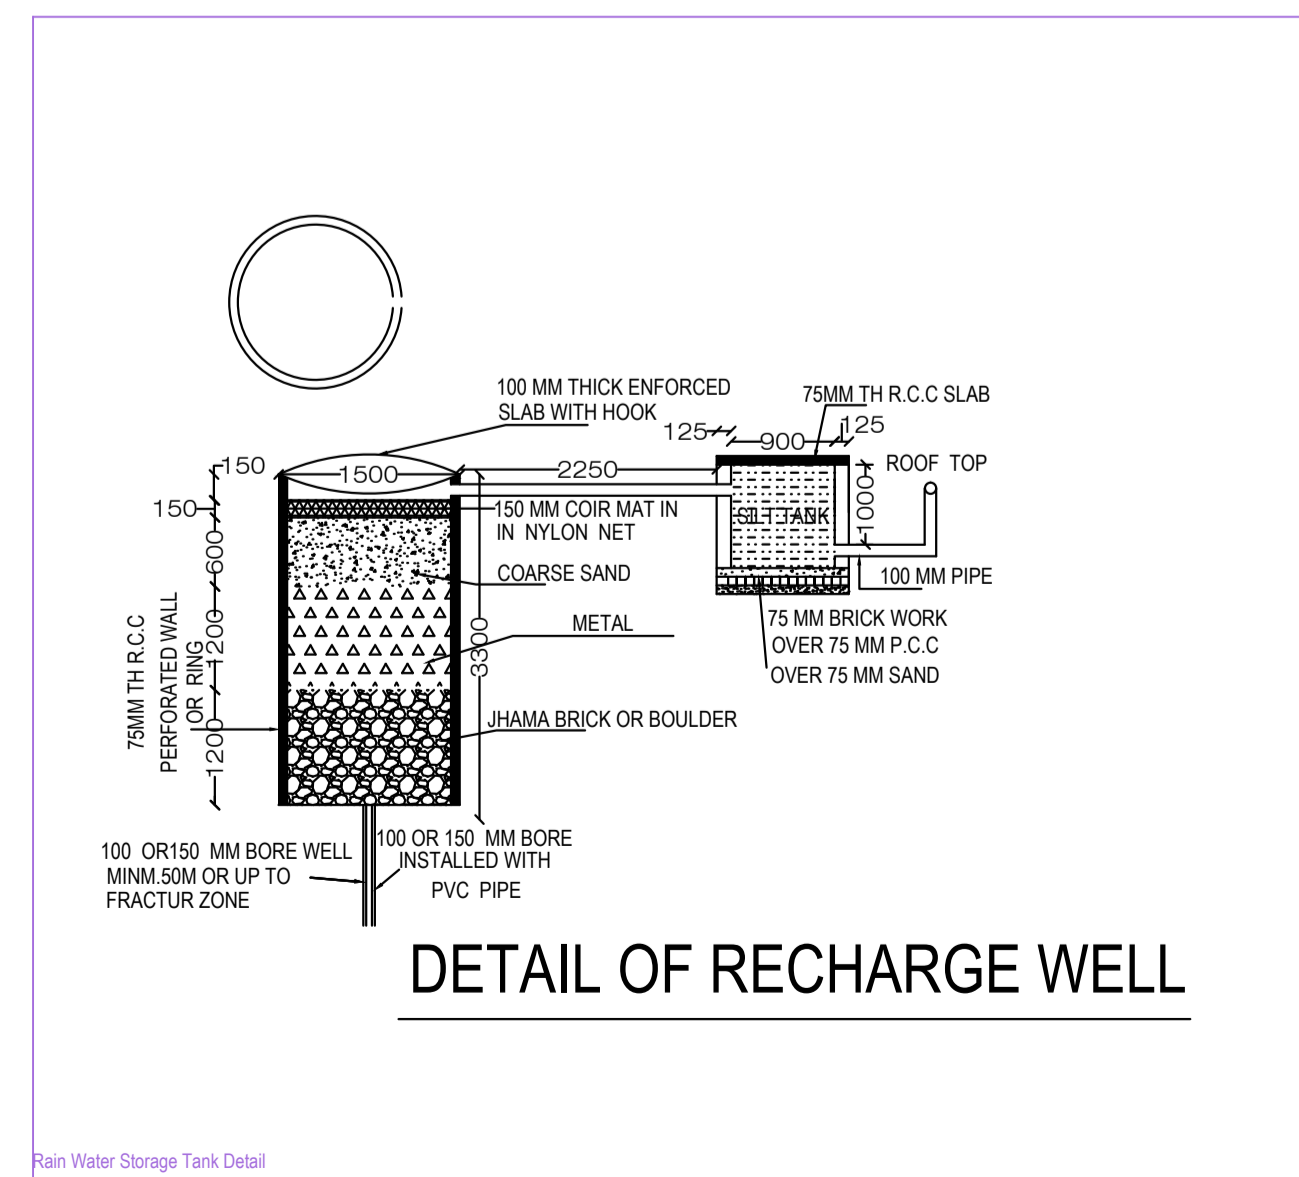 100 MM THICK ENFORCED
SLAB WITH HOOK
75MM TH R.C.C SLAB
125
900
125
150
1500
2250
ROOF TOP
1000
150
150 MM COIR MAT IN
IN NYLON NET
SILT TANK
600
COARSE SAND
100 MM PIPE
1200
METAL
3300
75 MM BRICK WORK
OVER 75 MM P.C.C
OVER 75 MM SAND
75MM TH R.C.C
PERFORATED WALL
OR RING
1200
JHAMA BRICK OR BOULDER
100 OR150 MM BORE WELL
MINM.50M OR UP TO
FRACTUR ZONE
100 OR 150 MM BORE
INSTALLED WITH
PVC PIPE
DETAIL OF RECHARGE WELL
Rain Water Storage Tank Detail